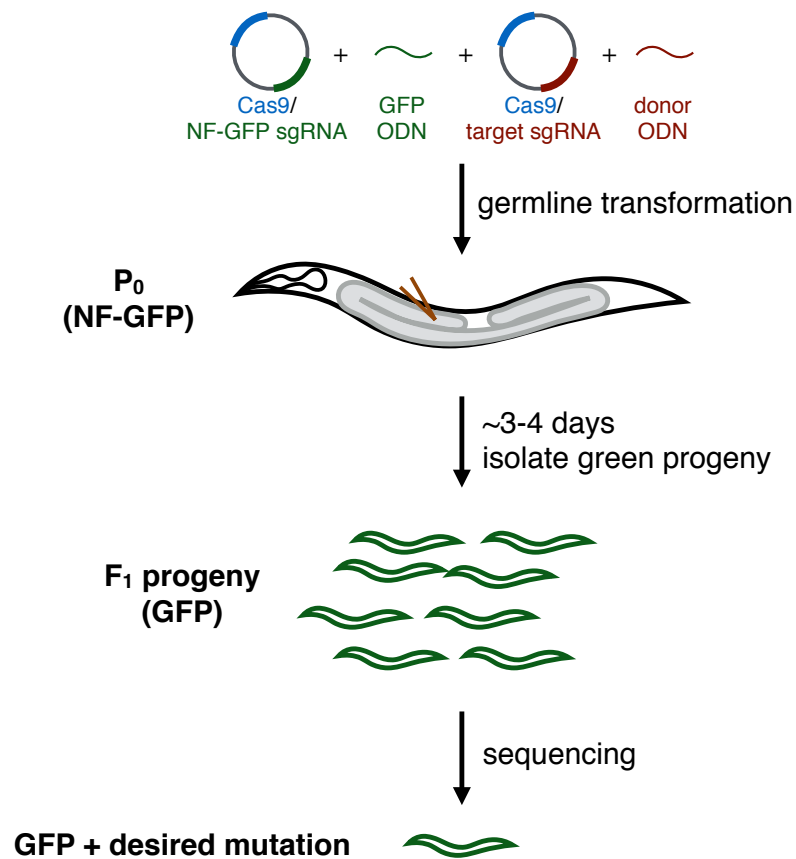 + + +
Cas9/ GFP Cas9/ donor
NF-GFP sgRNA ODN target sgRNA ODN
germline transformation
P₀
(NF-GFP)
~3-4 days
isolate green progeny
F₁ progeny
(GFP)
sequencing
GFP + desired mutation